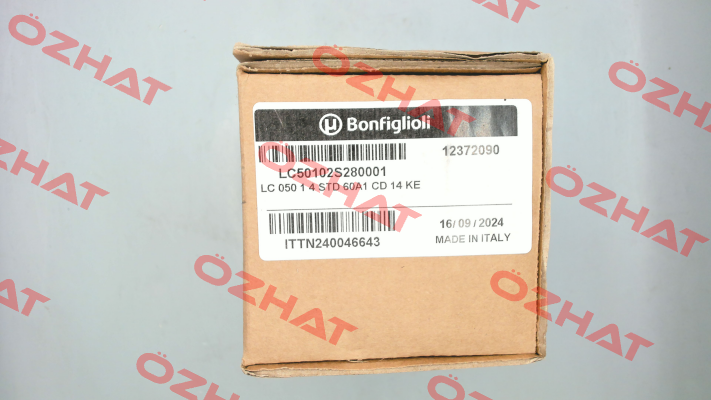 Bonfiglioli
12372090
LC50102S280001
LC 050 1 4 STD 60A1 CD 14 KE
16/09/2024
ITTN240046643
MADE IN ITALY
ÖZHAT
ÖZHAT
ÖZHAT
ÖZHAT
ÖZHAT
ÖZHAT
ÖZHAT
ÖZHAT
ÖZHAT